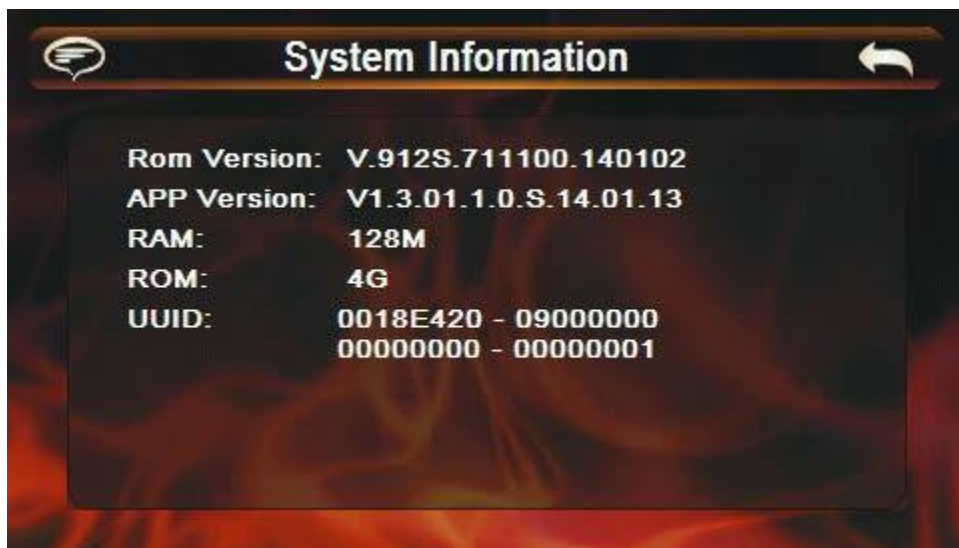 System Information
Rom Version: V.912S.711100.140102
APP Version: V1.3.01.1.0.S.14.01.13
RAM: 128M
ROM: 4G
UUID: 0018E420 - 09000000
00000000 - 00000001